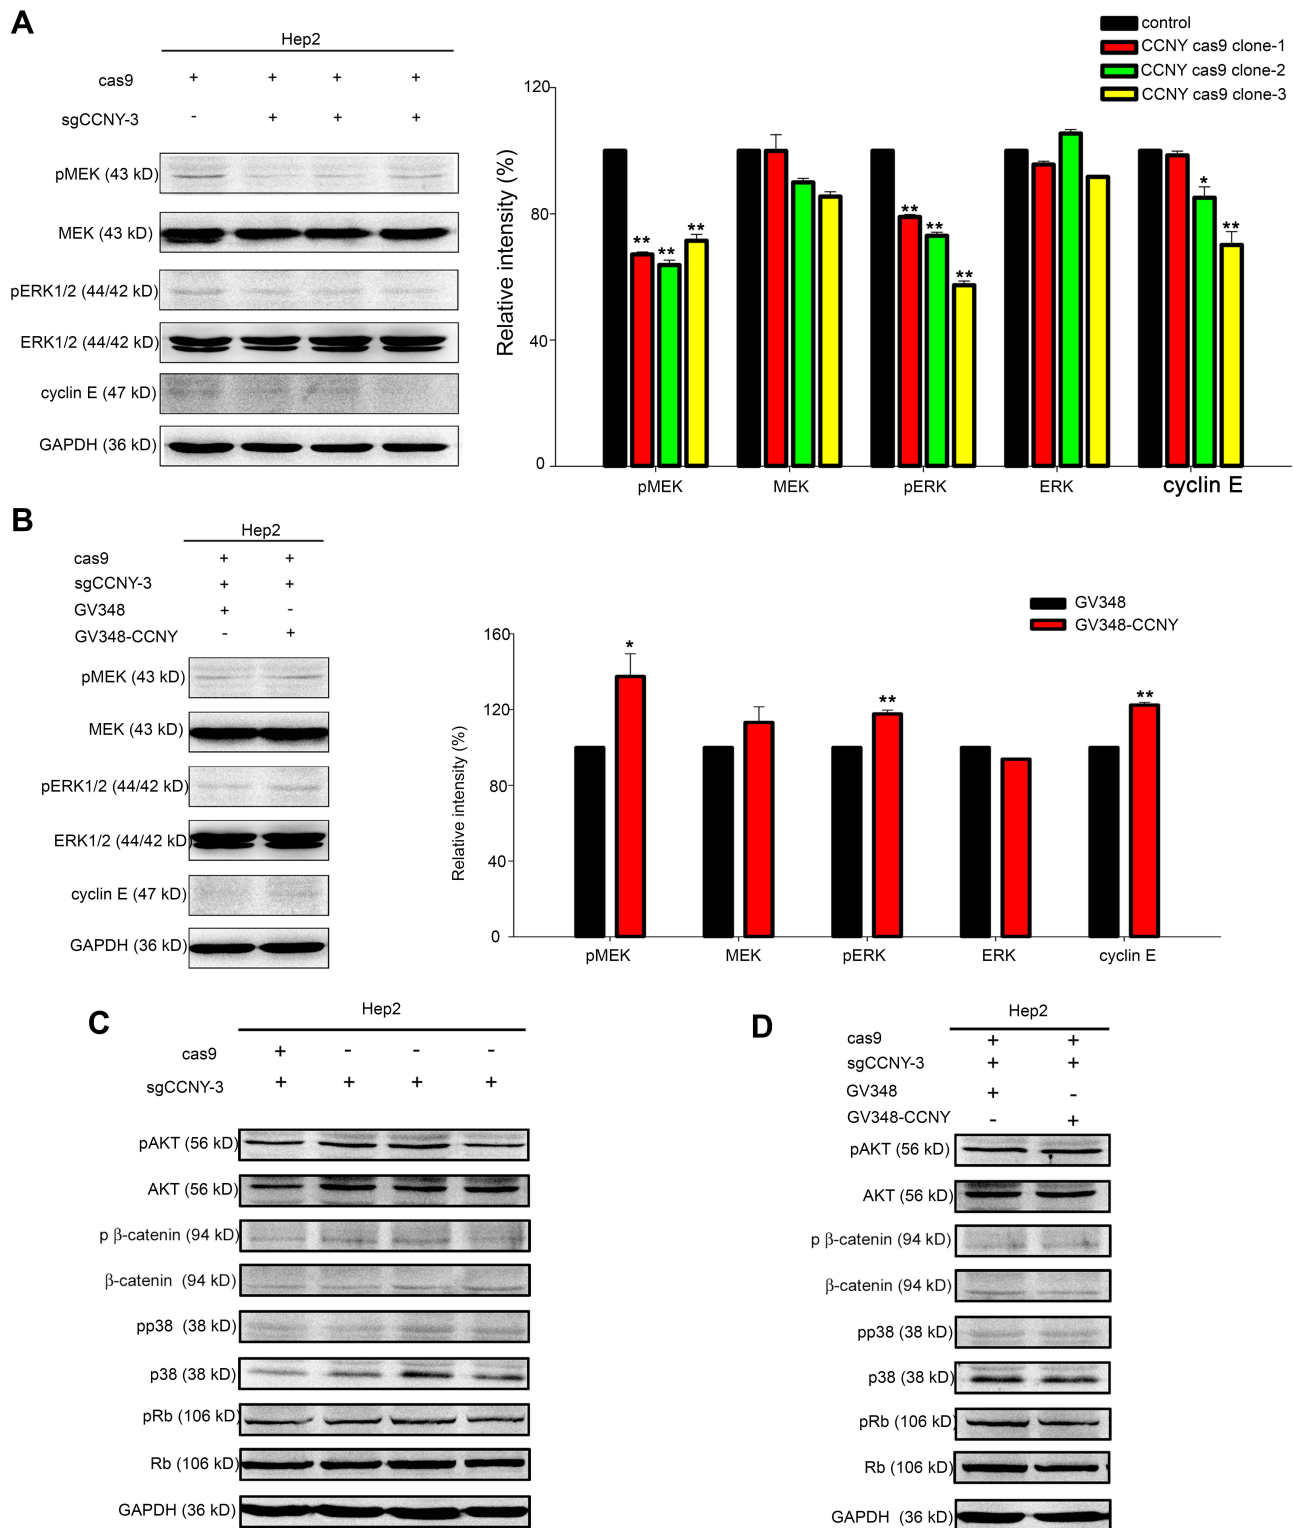 A
Hep2
cas9 + + + +
sgCCNY-3 - + + +
pMEK (43 kD)
MEK (43 kD)
pERK1/2 (44/42 kD)
ERK1/2 (44/42 kD)
cyclin E (47 kD)
GAPDH (36 kD)
control
CCNY cas9 clone-1
CCNY cas9 clone-2
CCNY cas9 clone-3
Relative intensity (%)
120
80
40
0
** ** **
** ** **
* **
pMEK MEK pERK ERK cyclin E
B
Hep2
cas9 + +
sgCCNY-3 + +
GV348 + -
GV348-CCNY - +
pMEK (43 kD)
MEK (43 kD)
pERK1/2 (44/42 kD)
ERK1/2 (44/42 kD)
cyclin E (47 kD)
GAPDH (36 kD)
GV348
GV348-CCNY
Relative intensity (%)
160
120
80
40
0
* ** **
pMEK MEK pERK ERK cyclin E
C
Hep2
cas9 + - - -
sgCCNY-3 + + + +
pAKT (56 kD)
AKT (56 kD)
p β-catenin (94 kD)
β-catenin (94 kD)
pp38 (38 kD)
p38 (38 kD)
pRb (106 kD)
Rb (106 kD)
GAPDH (36 kD)
D
Hep2
cas9 + +
sgCCNY-3 + +
GV348 + -
GV348-CCNY - +
pAKT (56 kD)
AKT (56 kD)
p β-catenin (94 kD)
β-catenin (94 kD)
pp38 (38 kD)
p38 (38 kD)
pRb (106 kD)
Rb (106 kD)
GAPDH (36 kD)